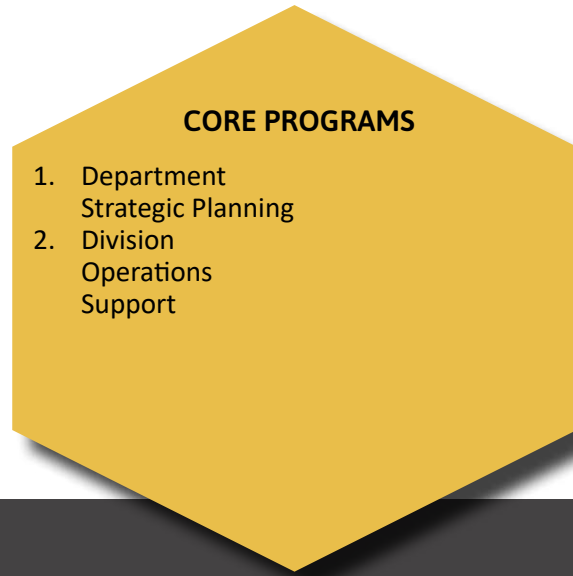 CORE PROGRAMS
1. Department
Strategic Planning
2. Division
Operations
Support